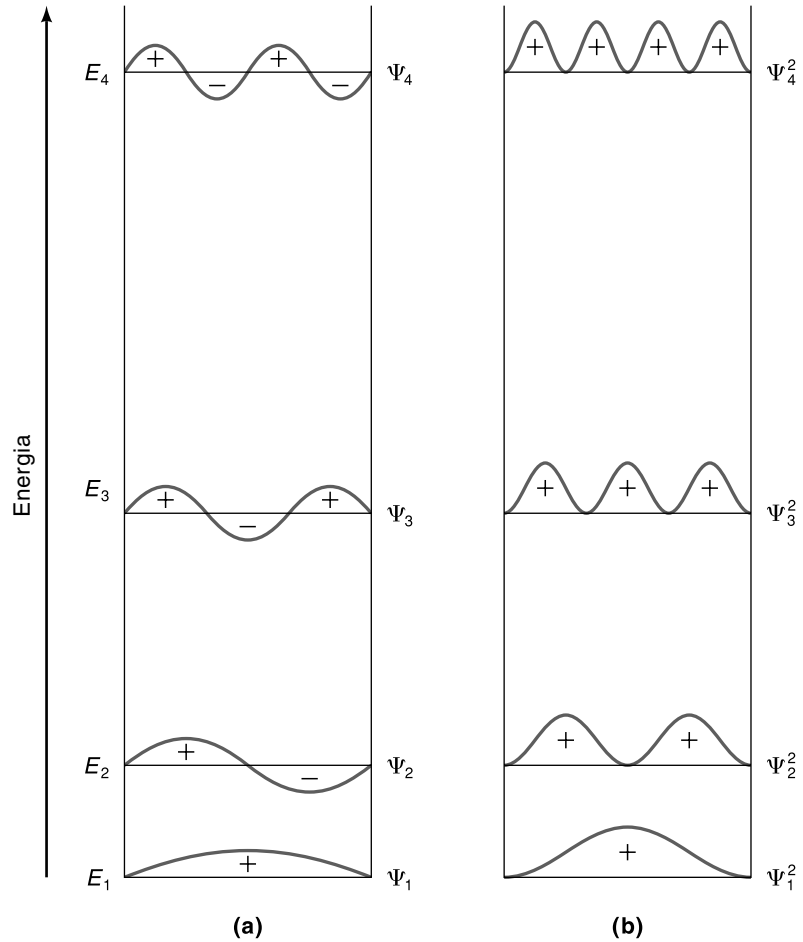 E₄ + − + − Ψ₄ + + + + Ψ₄²
Energia
E₃ + − + Ψ₃ + + + Ψ₃²
E₂ + − Ψ₂ + + Ψ₂²
E₁ + Ψ₁ + Ψ₁²
(a) (b)